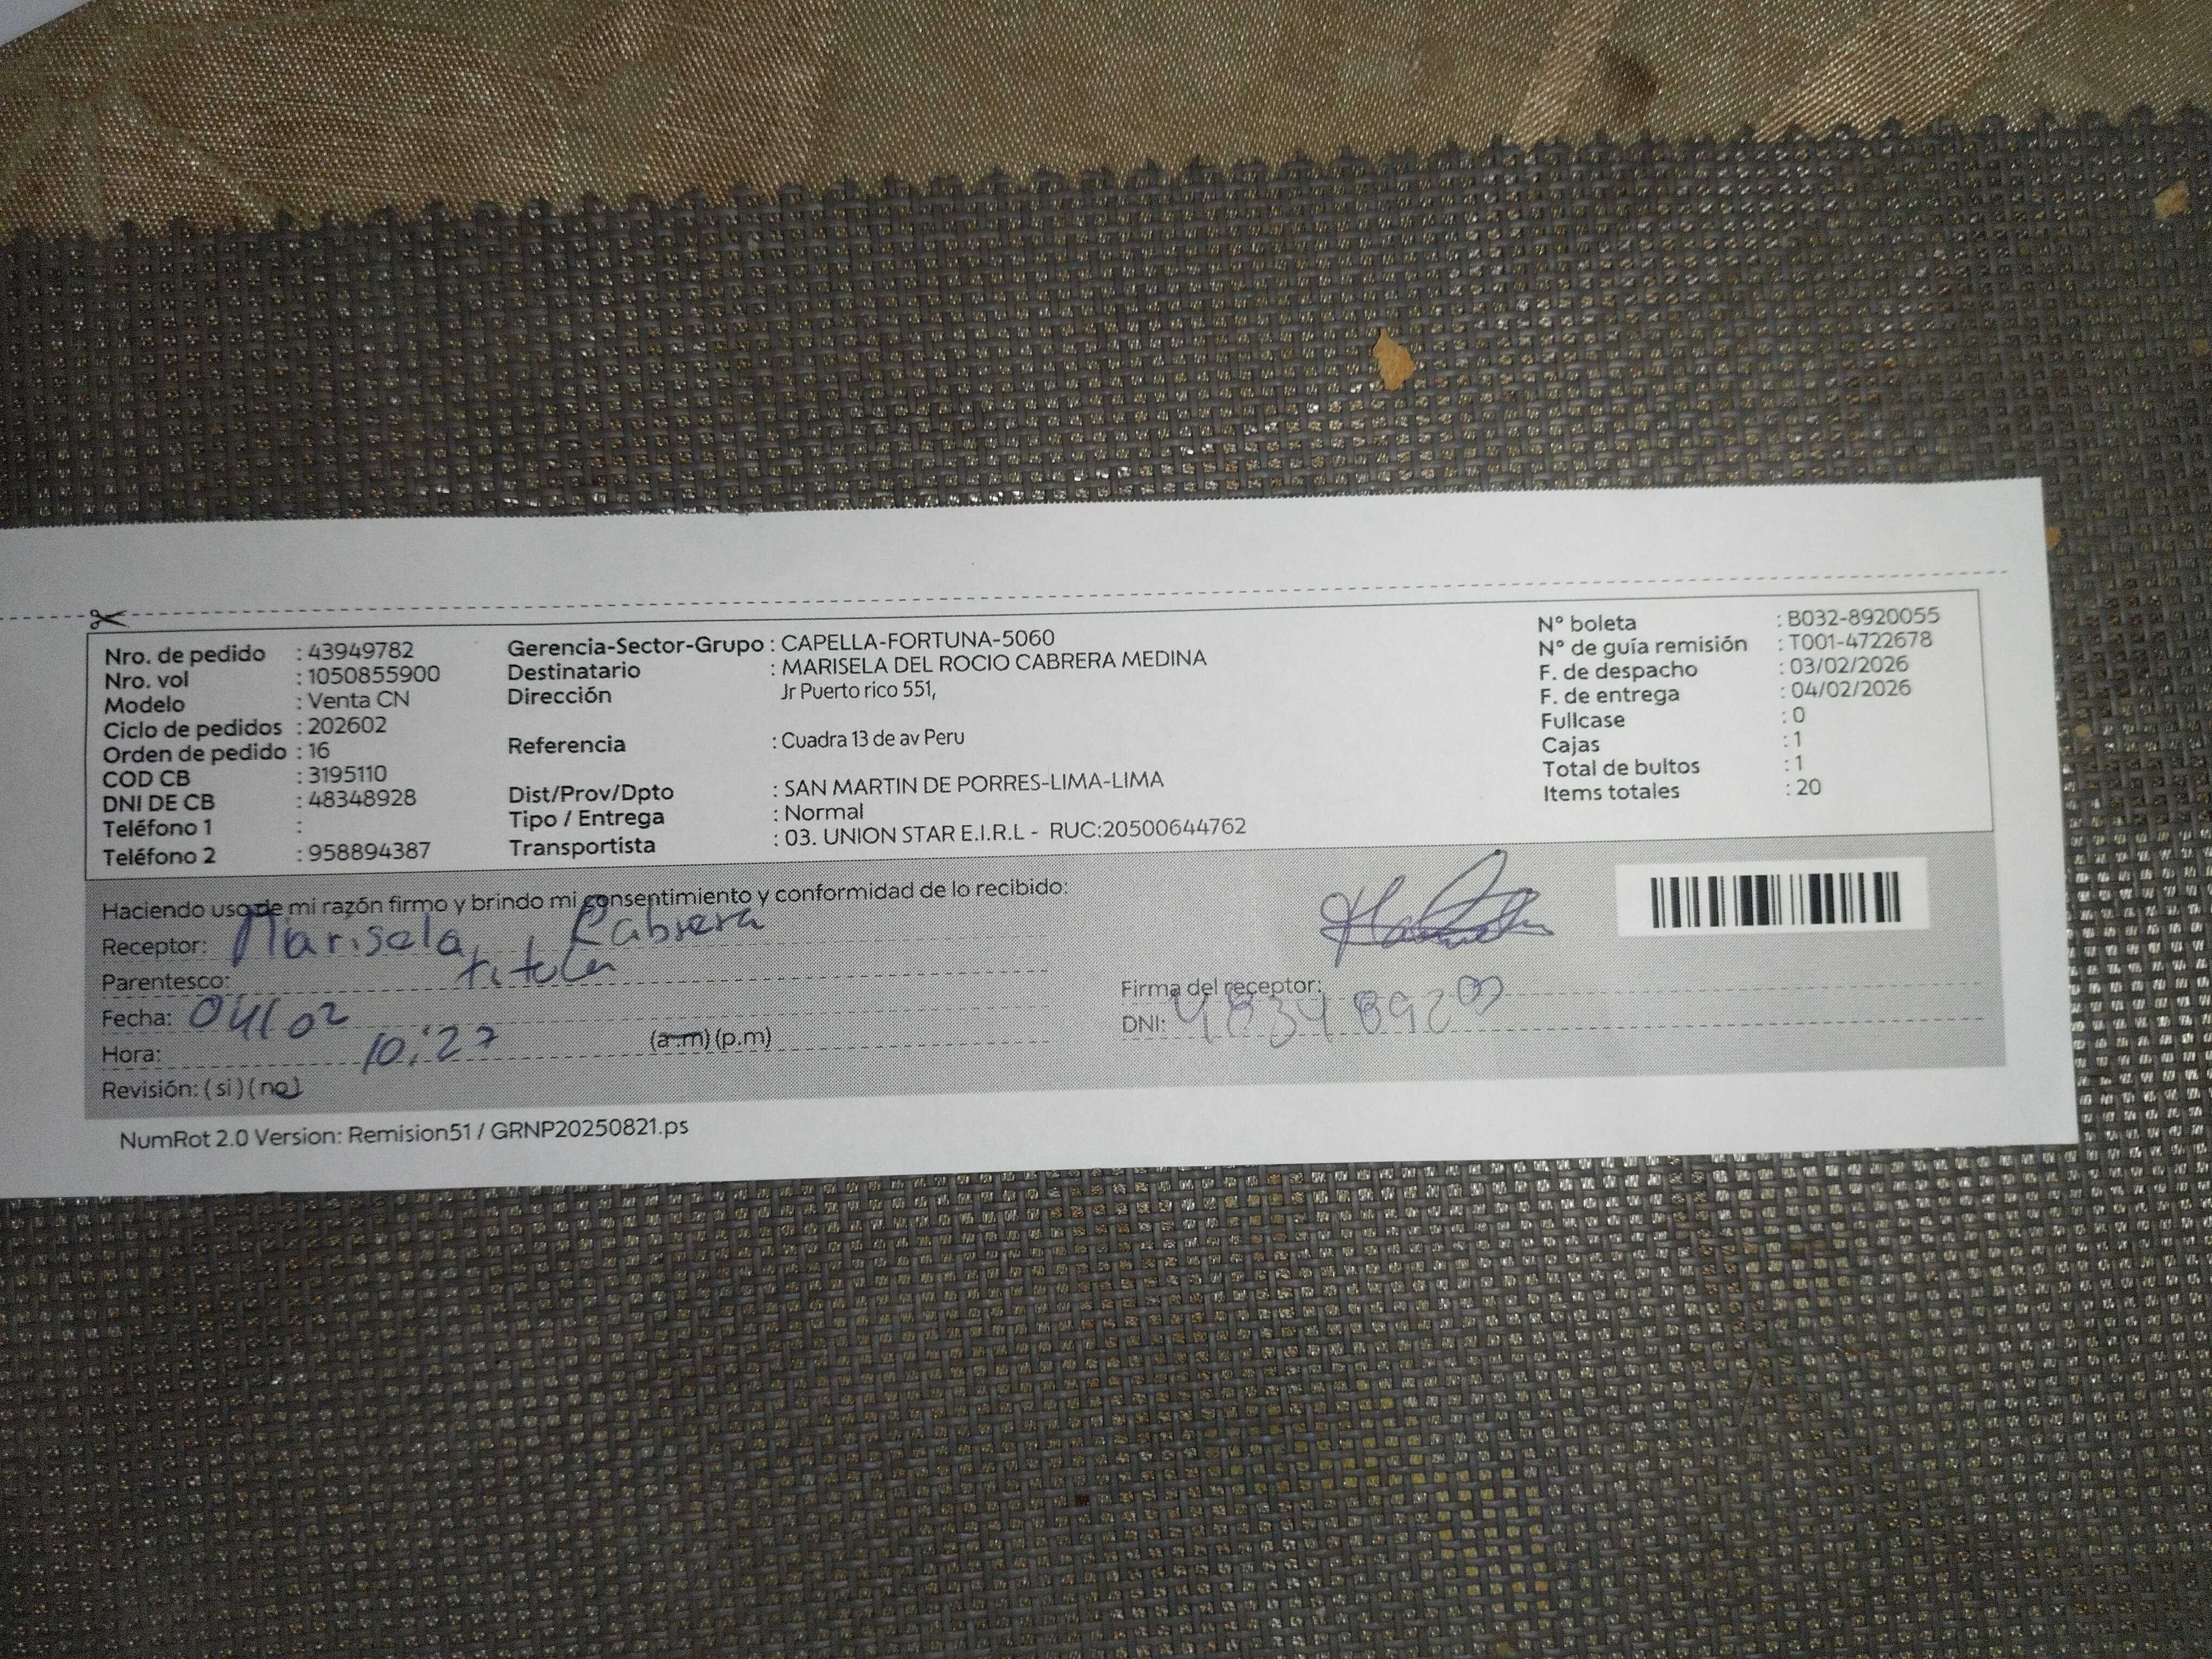 Nro. de pedido : 43949782
Nro. vol : 1050855900
Modelo : Venta CN
Ciclo de pedidos : 202602
Orden de pedido : 16
COD CB : 3195110
DNI DE CB : 48348928
Teléfono 1 :
Teléfono 2 : 958894387
Gerencia-Sector-Grupo : CAPELLA-FORTUNA-5060
Destinatario : MARISELA DEL ROCIO CABRERA MEDINA
Dirección Jr Puerto rico 551,
Referencia : Cuadra 13 de av Peru
Dist/Prov/Dpto : SAN MARTIN DE PORRES-LIMA-LIMA
Tipo / Entrega : Normal
Transportista : 03. UNION STAR E.I.R.L - RUC:20500644762
N° boleta : B032-8920055
N° de guía remisión : T001-4722678
F. de despacho : 03/02/2026
F. de entrega : 04/02/2026
Fullcase : 0
Cajas : 1
Total de bultos : 1
Items totales : 20
Haciendo uso de mi razón firmo y brindo mi consentimiento y conformidad de lo recibido:
Receptor: Marisela Cabrera
Parentesco: titular
Fecha: 04/02
Hora: 10:27 (a.m) (p.m)
Revisión: (si) (no)
Firma del receptor:
DNI: 48348928
NumRot 2.0 Version: Remision51 / GRNP20250821.ps